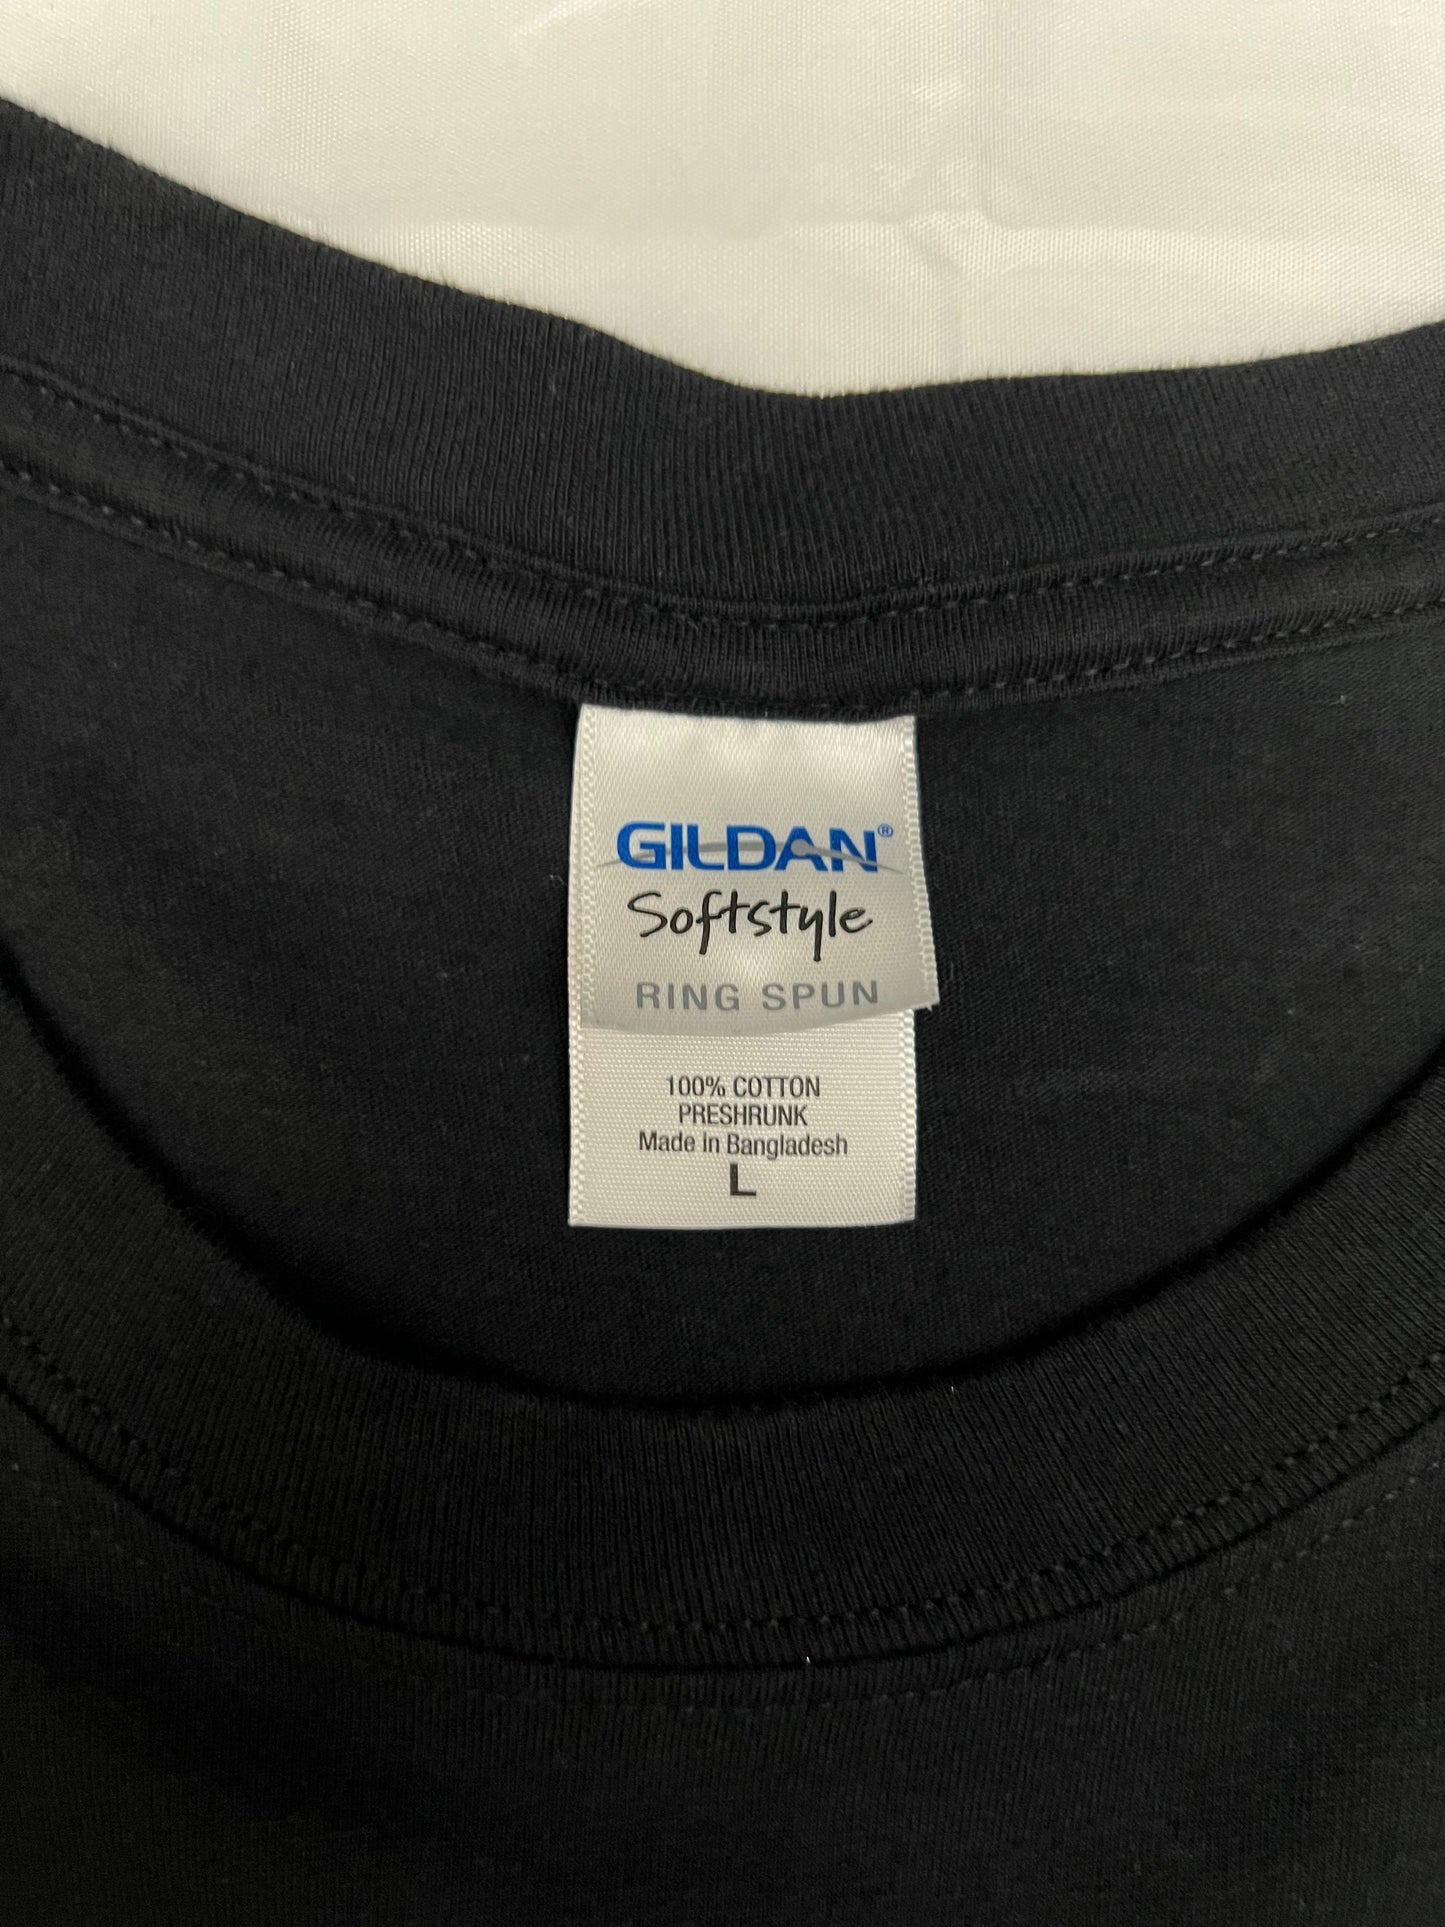 GILDAN®
Softstyle
RING SPUN
100% COTTON
PRESHRUNK
Made in Bangladesh
L